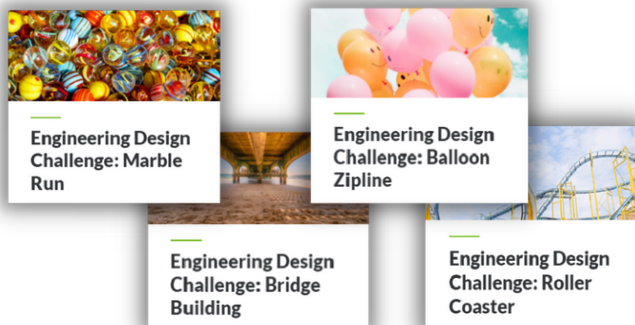 Engineering Design
Challenge: Marble
Run
Engineering Design
Challenge: Balloon
Zipline
Engineering Design
Challenge: Bridge
Building
Engineering Design
Challenge: Roller
Coaster